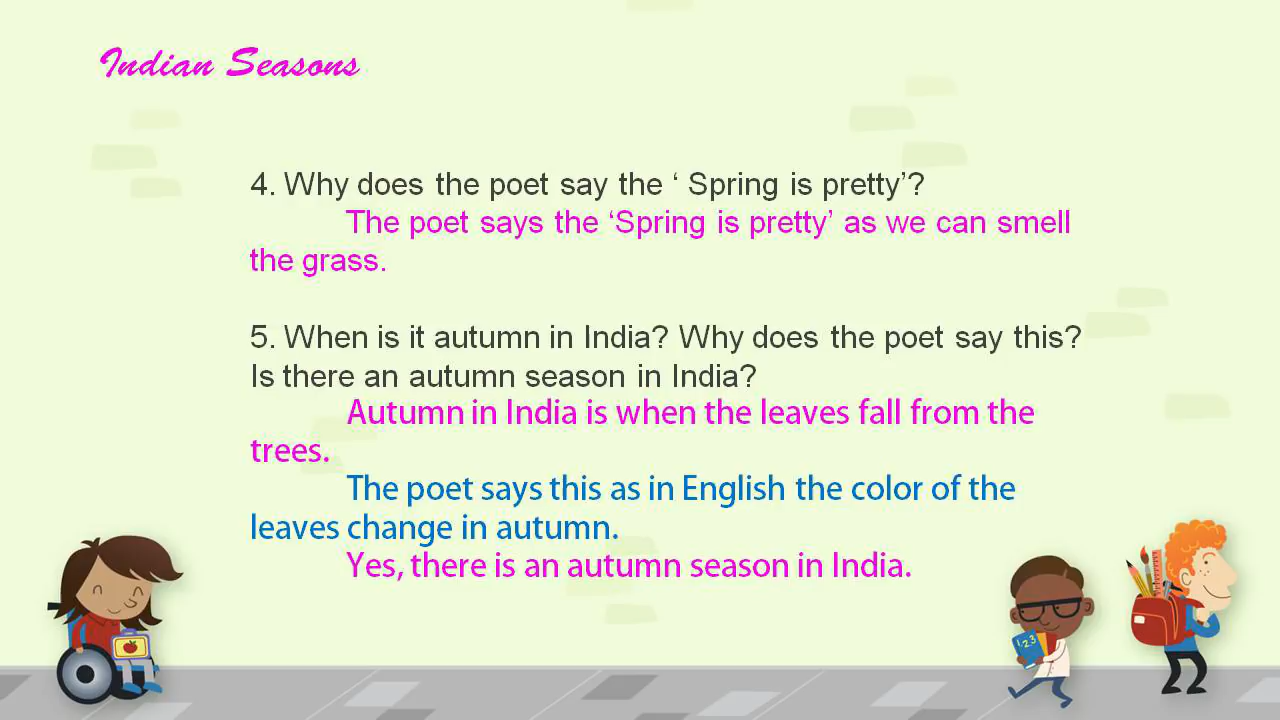 Indian Seasons
4. Why does the poet say the ‘ Spring is pretty’?
The poet says the ‘Spring is pretty’ as we can smell
the grass.
5. When is it autumn in India? Why does the poet say this?
Is there an autumn season in India?
Autumn in India is when the leaves fall from the
trees.
The poet says this as in English the color of the
leaves change in autumn.
Yes, there is an autumn season in India.
1 2 3